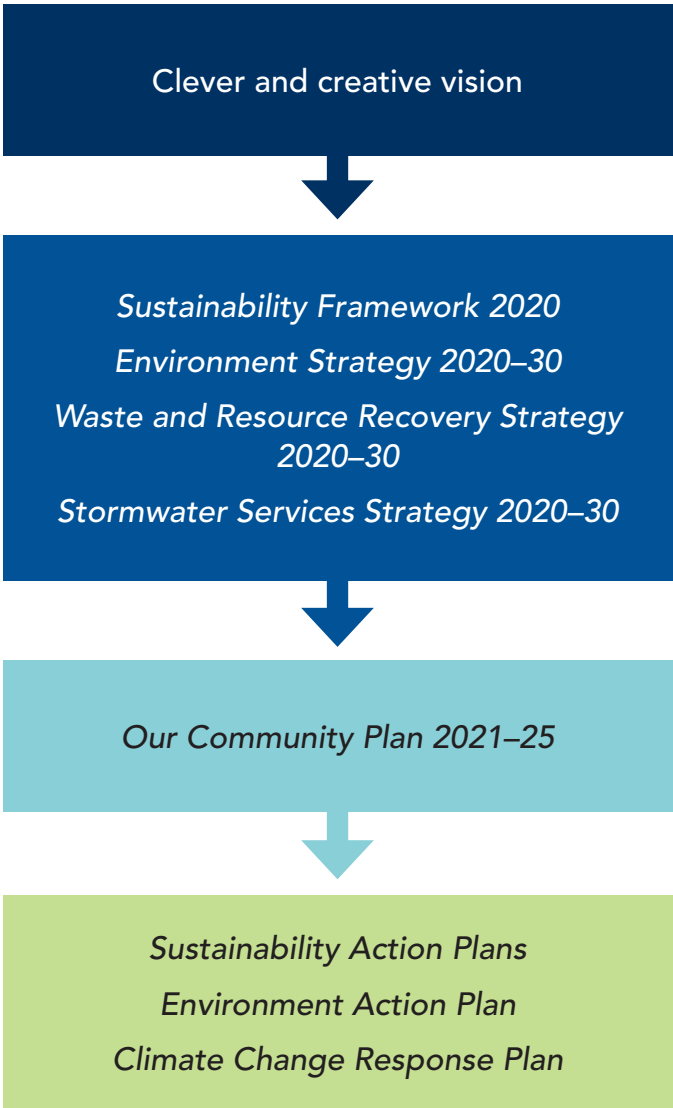 Clever and creative vision
Sustainability Framework 2020
Environment Strategy 2020–30
Waste and Resource Recovery Strategy
2020–30
Stormwater Services Strategy 2020–30
Our Community Plan 2021–25
Sustainability Action Plans
Environment Action Plan
Climate Change Response Plan